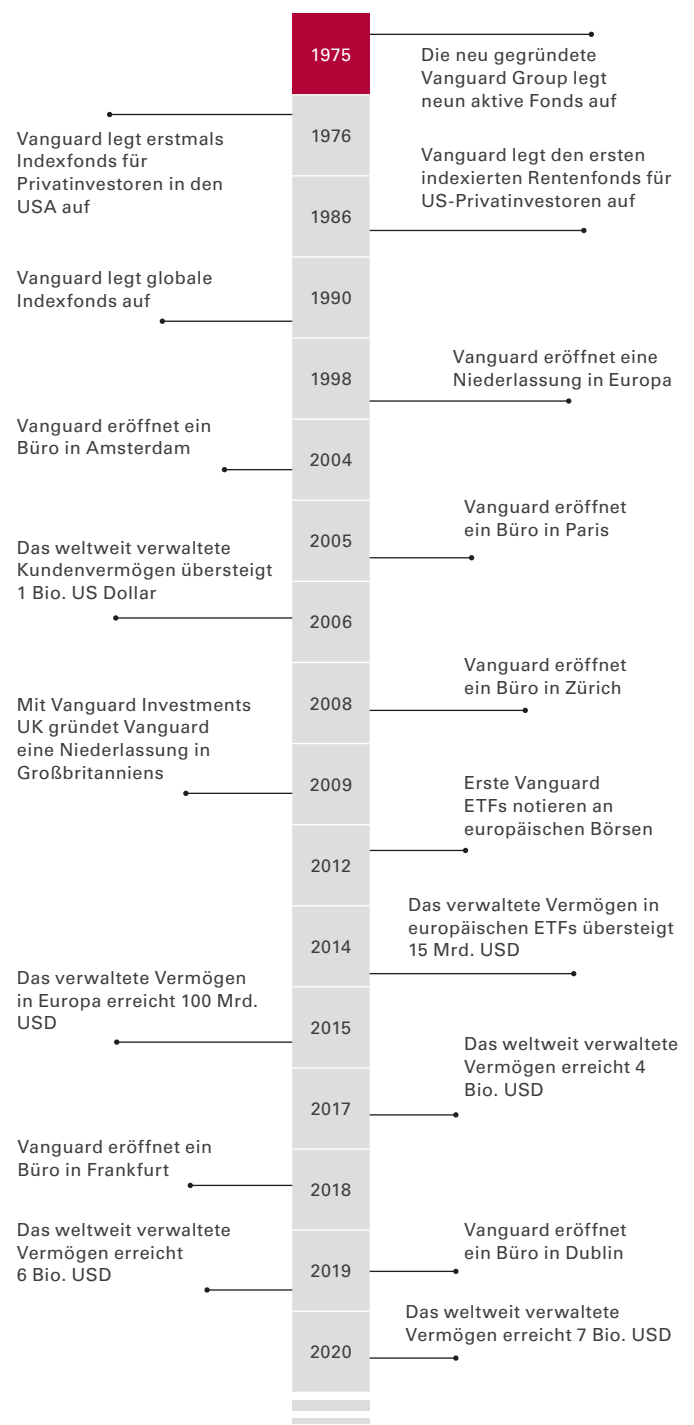 1975
Die neu gegründete
Vanguard Group legt
neun aktive Fonds auf
1976
Vanguard legt erstmals
Indexfonds für
Privatinvestoren in den
USA auf
1986
Vanguard legt den ersten
indexierten Rentenfonds für
US-Privatinvestoren auf
1990
Vanguard legt globale
Indexfonds auf
1998
Vanguard eröffnet eine
Niederlassung in Europa
2004
Vanguard eröffnet ein
Büro in Amsterdam
2005
Vanguard eröffnet
ein Büro in Paris
2006
Das weltweit verwaltete
Kundenvermögen übersteigt
1 Bio. US Dollar
2008
Vanguard eröffnet
ein Büro in Zürich
2009
Mit Vanguard Investments
UK gründet Vanguard
eine Niederlassung in
Großbritanniens
2012
Erste Vanguard
ETFs notieren an
europäischen Börsen
2014
Das verwaltete Vermögen in
europäischen ETFs übersteigt
15 Mrd. USD
2015
Das verwaltete Vermögen
in Europa erreicht 100 Mrd.
USD
2017
Das weltweit verwaltete
Vermögen erreicht 4
Bio. USD
2018
Vanguard eröffnet ein
Büro in Frankfurt
2019
Das weltweit verwaltete
Vermögen erreicht
6 Bio. USD
Vanguard eröffnet
ein Büro in Dublin
2020
Das weltweit verwaltete
Vermögen erreicht 7 Bio. USD